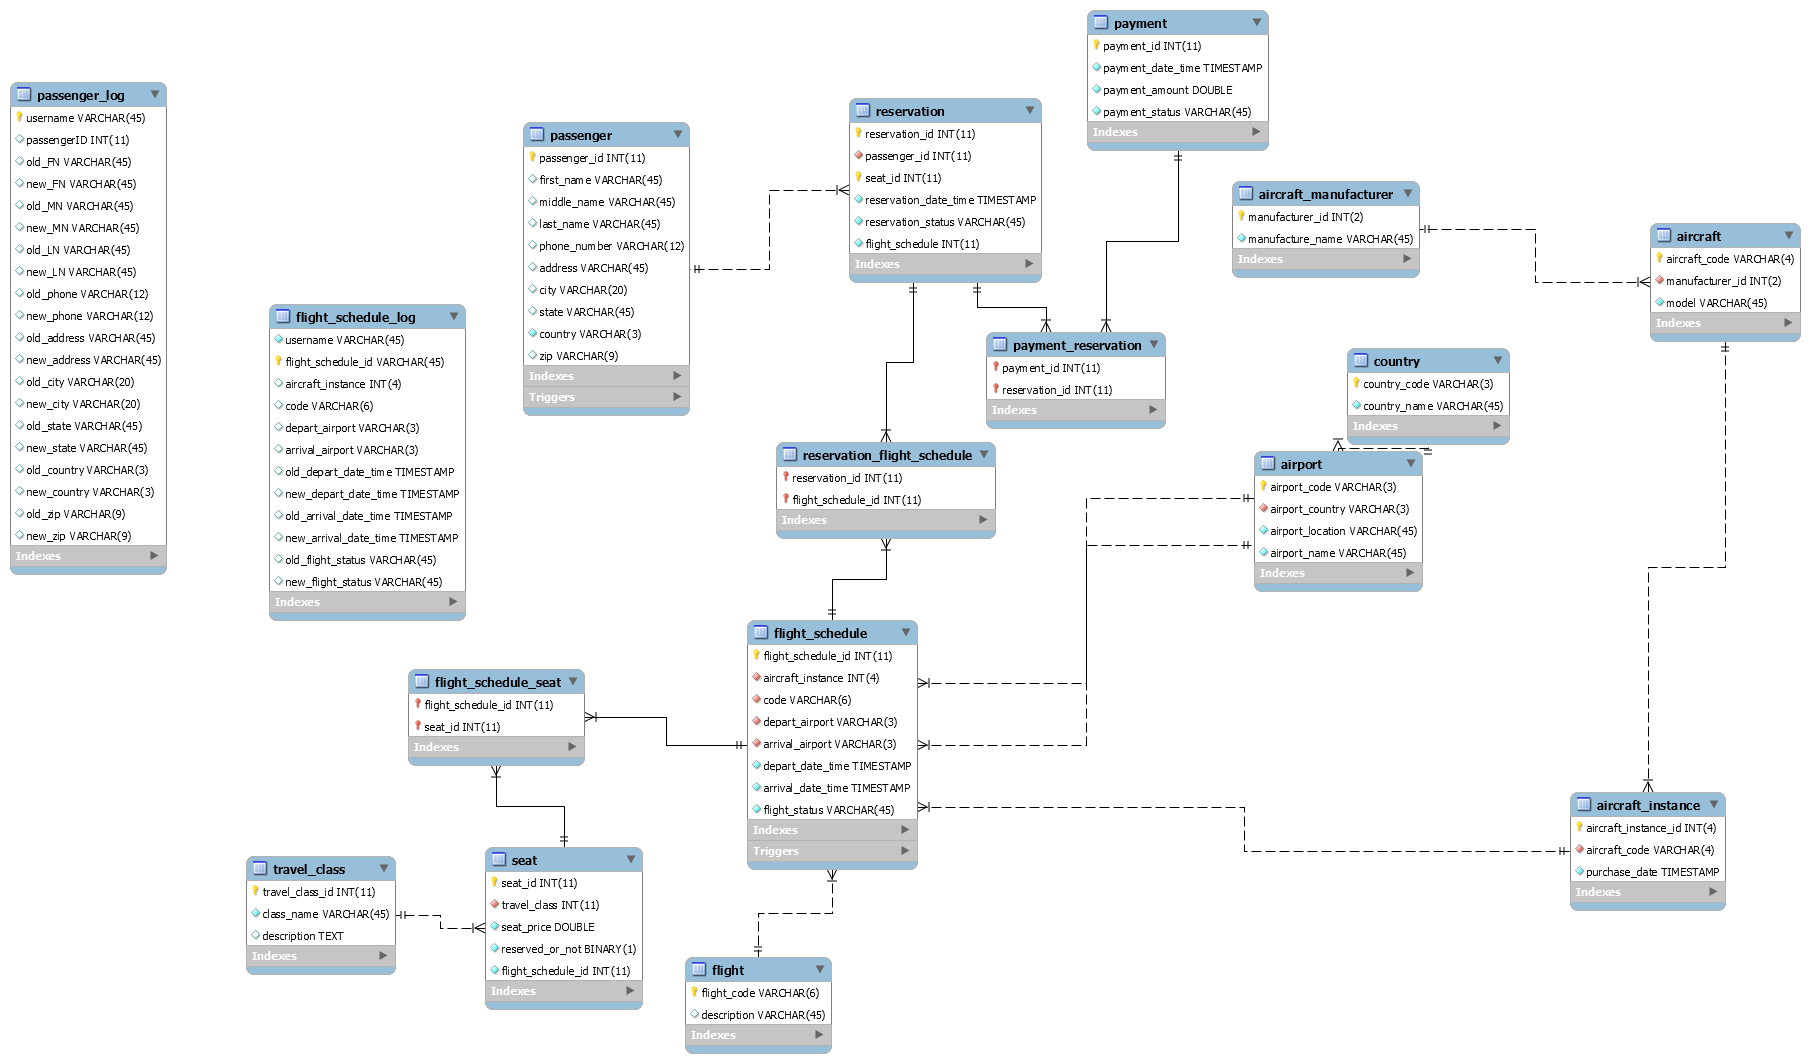 passenger_log
username VARCHAR(45)
passengerID INT(11)
old_FN VARCHAR(45)
new_FN VARCHAR(45)
old_MN VARCHAR(45)
new_MN VARCHAR(45)
old_LN VARCHAR(45)
new_LN VARCHAR(45)
old_phone VARCHAR(12)
new_phone VARCHAR(12)
old_address VARCHAR(45)
new_address VARCHAR(45)
old_city VARCHAR(20)
new_city VARCHAR(20)
old_state VARCHAR(45)
new_state VARCHAR(45)
old_country VARCHAR(3)
new_country VARCHAR(3)
old_zip VARCHAR(9)
new_zip VARCHAR(9)
Indexes
flight_schedule_log
username VARCHAR(45)
flight_schedule_id VARCHAR(45)
aircraft_instance INT(4)
code VARCHAR(6)
depart_airport VARCHAR(3)
arrival_airport VARCHAR(3)
old_depart_date_time TIMESTAMP
new_depart_date_time TIMESTAMP
old_arrival_date_time TIMESTAMP
new_arrival_date_time TIMESTAMP
old_flight_status VARCHAR(45)
new_flight_status VARCHAR(45)
Indexes
passenger
passenger_id INT(11)
first_name VARCHAR(45)
middle_name VARCHAR(45)
last_name VARCHAR(45)
phone_number VARCHAR(12)
address VARCHAR(45)
city VARCHAR(20)
state VARCHAR(45)
country VARCHAR(3)
zip VARCHAR(9)
Indexes
Triggers
reservation
reservation_id INT(11)
passenger_id INT(11)
seat_id INT(11)
reservation_date_time TIMESTAMP
reservation_status VARCHAR(45)
flight_schedule INT(11)
Indexes
payment
payment_id INT(11)
payment_date_time TIMESTAMP
payment_amount DOUBLE
payment_status VARCHAR(45)
Indexes
aircraft_manufacturer
manufacturer_id INT(2)
manufacture_name VARCHAR(45)
Indexes
aircraft
aircraft_code VARCHAR(4)
manufacturer_id INT(2)
model VARCHAR(45)
Indexes
payment_reservation
payment_id INT(11)
reservation_id INT(11)
Indexes
country
country_code VARCHAR(3)
country_name VARCHAR(45)
Indexes
reservation_flight_schedule
reservation_id INT(11)
flight_schedule_id INT(11)
Indexes
airport
airport_code VARCHAR(3)
airport_country VARCHAR(3)
airport_location VARCHAR(45)
airport_name VARCHAR(45)
Indexes
flight_schedule
flight_schedule_id INT(11)
aircraft_instance INT(4)
code VARCHAR(6)
depart_airport VARCHAR(3)
arrival_airport VARCHAR(3)
depart_date_time TIMESTAMP
arrival_date_time TIMESTAMP
flight_status VARCHAR(45)
Indexes
Triggers
flight_schedule_seat
flight_schedule_id INT(11)
seat_id INT(11)
Indexes
aircraft_instance
aircraft_instance_id INT(4)
aircraft_code VARCHAR(4)
purchase_date TIMESTAMP
Indexes
travel_class
travel_class_id INT(11)
class_name VARCHAR(45)
description TEXT
Indexes
seat
seat_id INT(11)
travel_class INT(11)
seat_price DOUBLE
reserved_or_not BINARY(1)
flight_schedule_id INT(11)
Indexes
flight
flight_code VARCHAR(6)
description VARCHAR(45)
Indexes